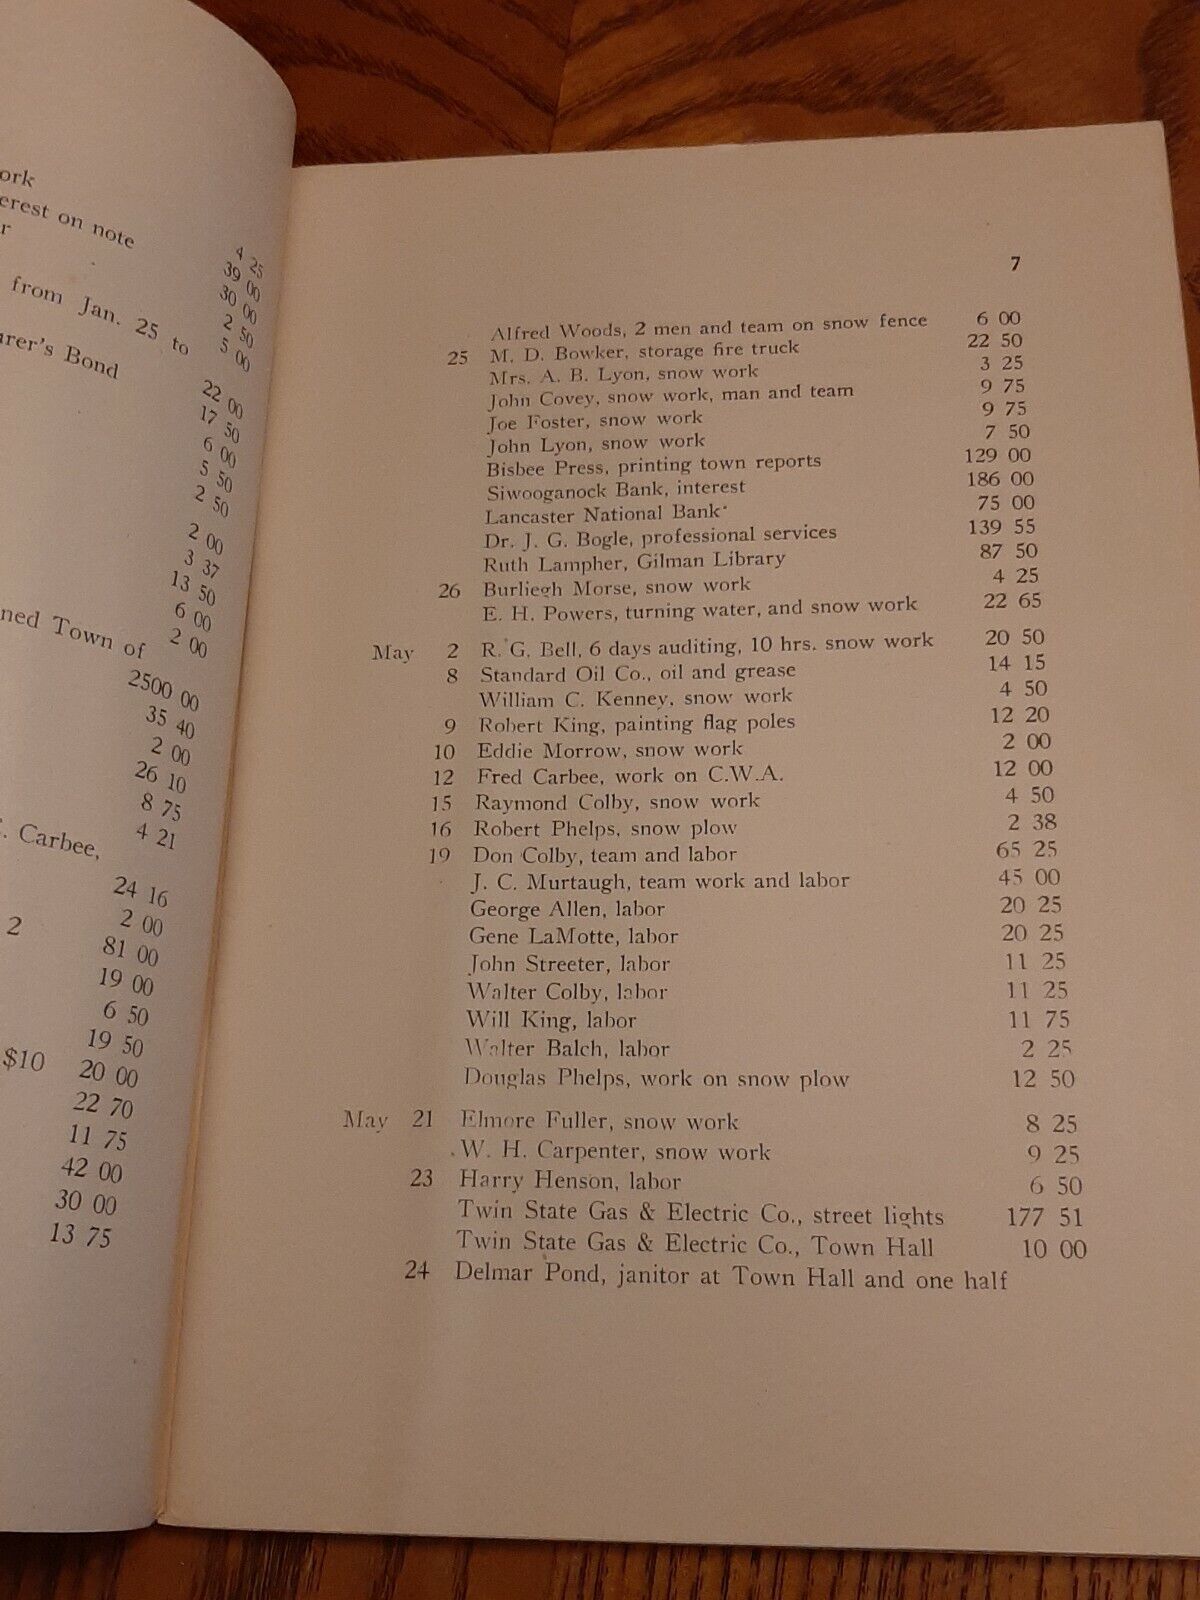 ork
erest on note
r
4 25
39 00
30 00
from Jan. 25 to
2 50
5 00
urer's Bond
22 00
17 50
6 00
5 50
2 50
2 00
3 37
13 50
6 00
2 00
ned Town of
2500 00
35 40
2 00
26 10
8 75
4 21
. Carbee,
24 16
2 00
2
81 00
19 00
6 50
19 50
$10 20 00
22 70
11 75
42 00
30 00
13 75
7
Alfred Woods, 2 men and team on snow fence 6 00
25 M. D. Bowker, storage fire truck 22 50
Mrs. A. B. Lyon, snow work 3 25
John Covey, snow work, man and team 9 75
Joe Foster, snow work 9 75
John Lyon, snow work 7 50
Bisbee Press, printing town reports 129 00
Siwooganock Bank, interest 186 00
Lancaster National Bank 75 00
Dr. J. G. Bogle, professional services 139 55
Ruth Lampher, Gilman Library 87 50
26 Burliegh Morse, snow work 4 25
E. H. Powers, turning water, and snow work 22 65
May 2 R. G. Bell, 6 days auditing, 10 hrs. snow work 20 50
8 Standard Oil Co., oil and grease 14 15
William C. Kenney, snow work 4 50
9 Robert King, painting flag poles 12 20
10 Eddie Morrow, snow work 2 00
12 Fred Carbee, work on C.W.A. 12 00
15 Raymond Colby, snow work 4 50
16 Robert Phelps, snow plow 2 38
19 Don Colby, team and labor 65 25
J. C. Murtaugh, team work and labor 45 00
George Allen, labor 20 25
Gene LaMotte, labor 20 25
John Streeter, labor 11 25
Walter Colby, labor 11 25
Will King, labor 11 75
Walter Balch, labor 2 25
Douglas Phelps, work on snow plow 12 50
May 21 Elmore Fuller, snow work 8 25
W. H. Carpenter, snow work 9 25
23 Harry Henson, labor 6 50
Twin State Gas & Electric Co., street lights 177 51
Twin State Gas & Electric Co., Town Hall 10 00
24 Delmar Pond, janitor at Town Hall and one half